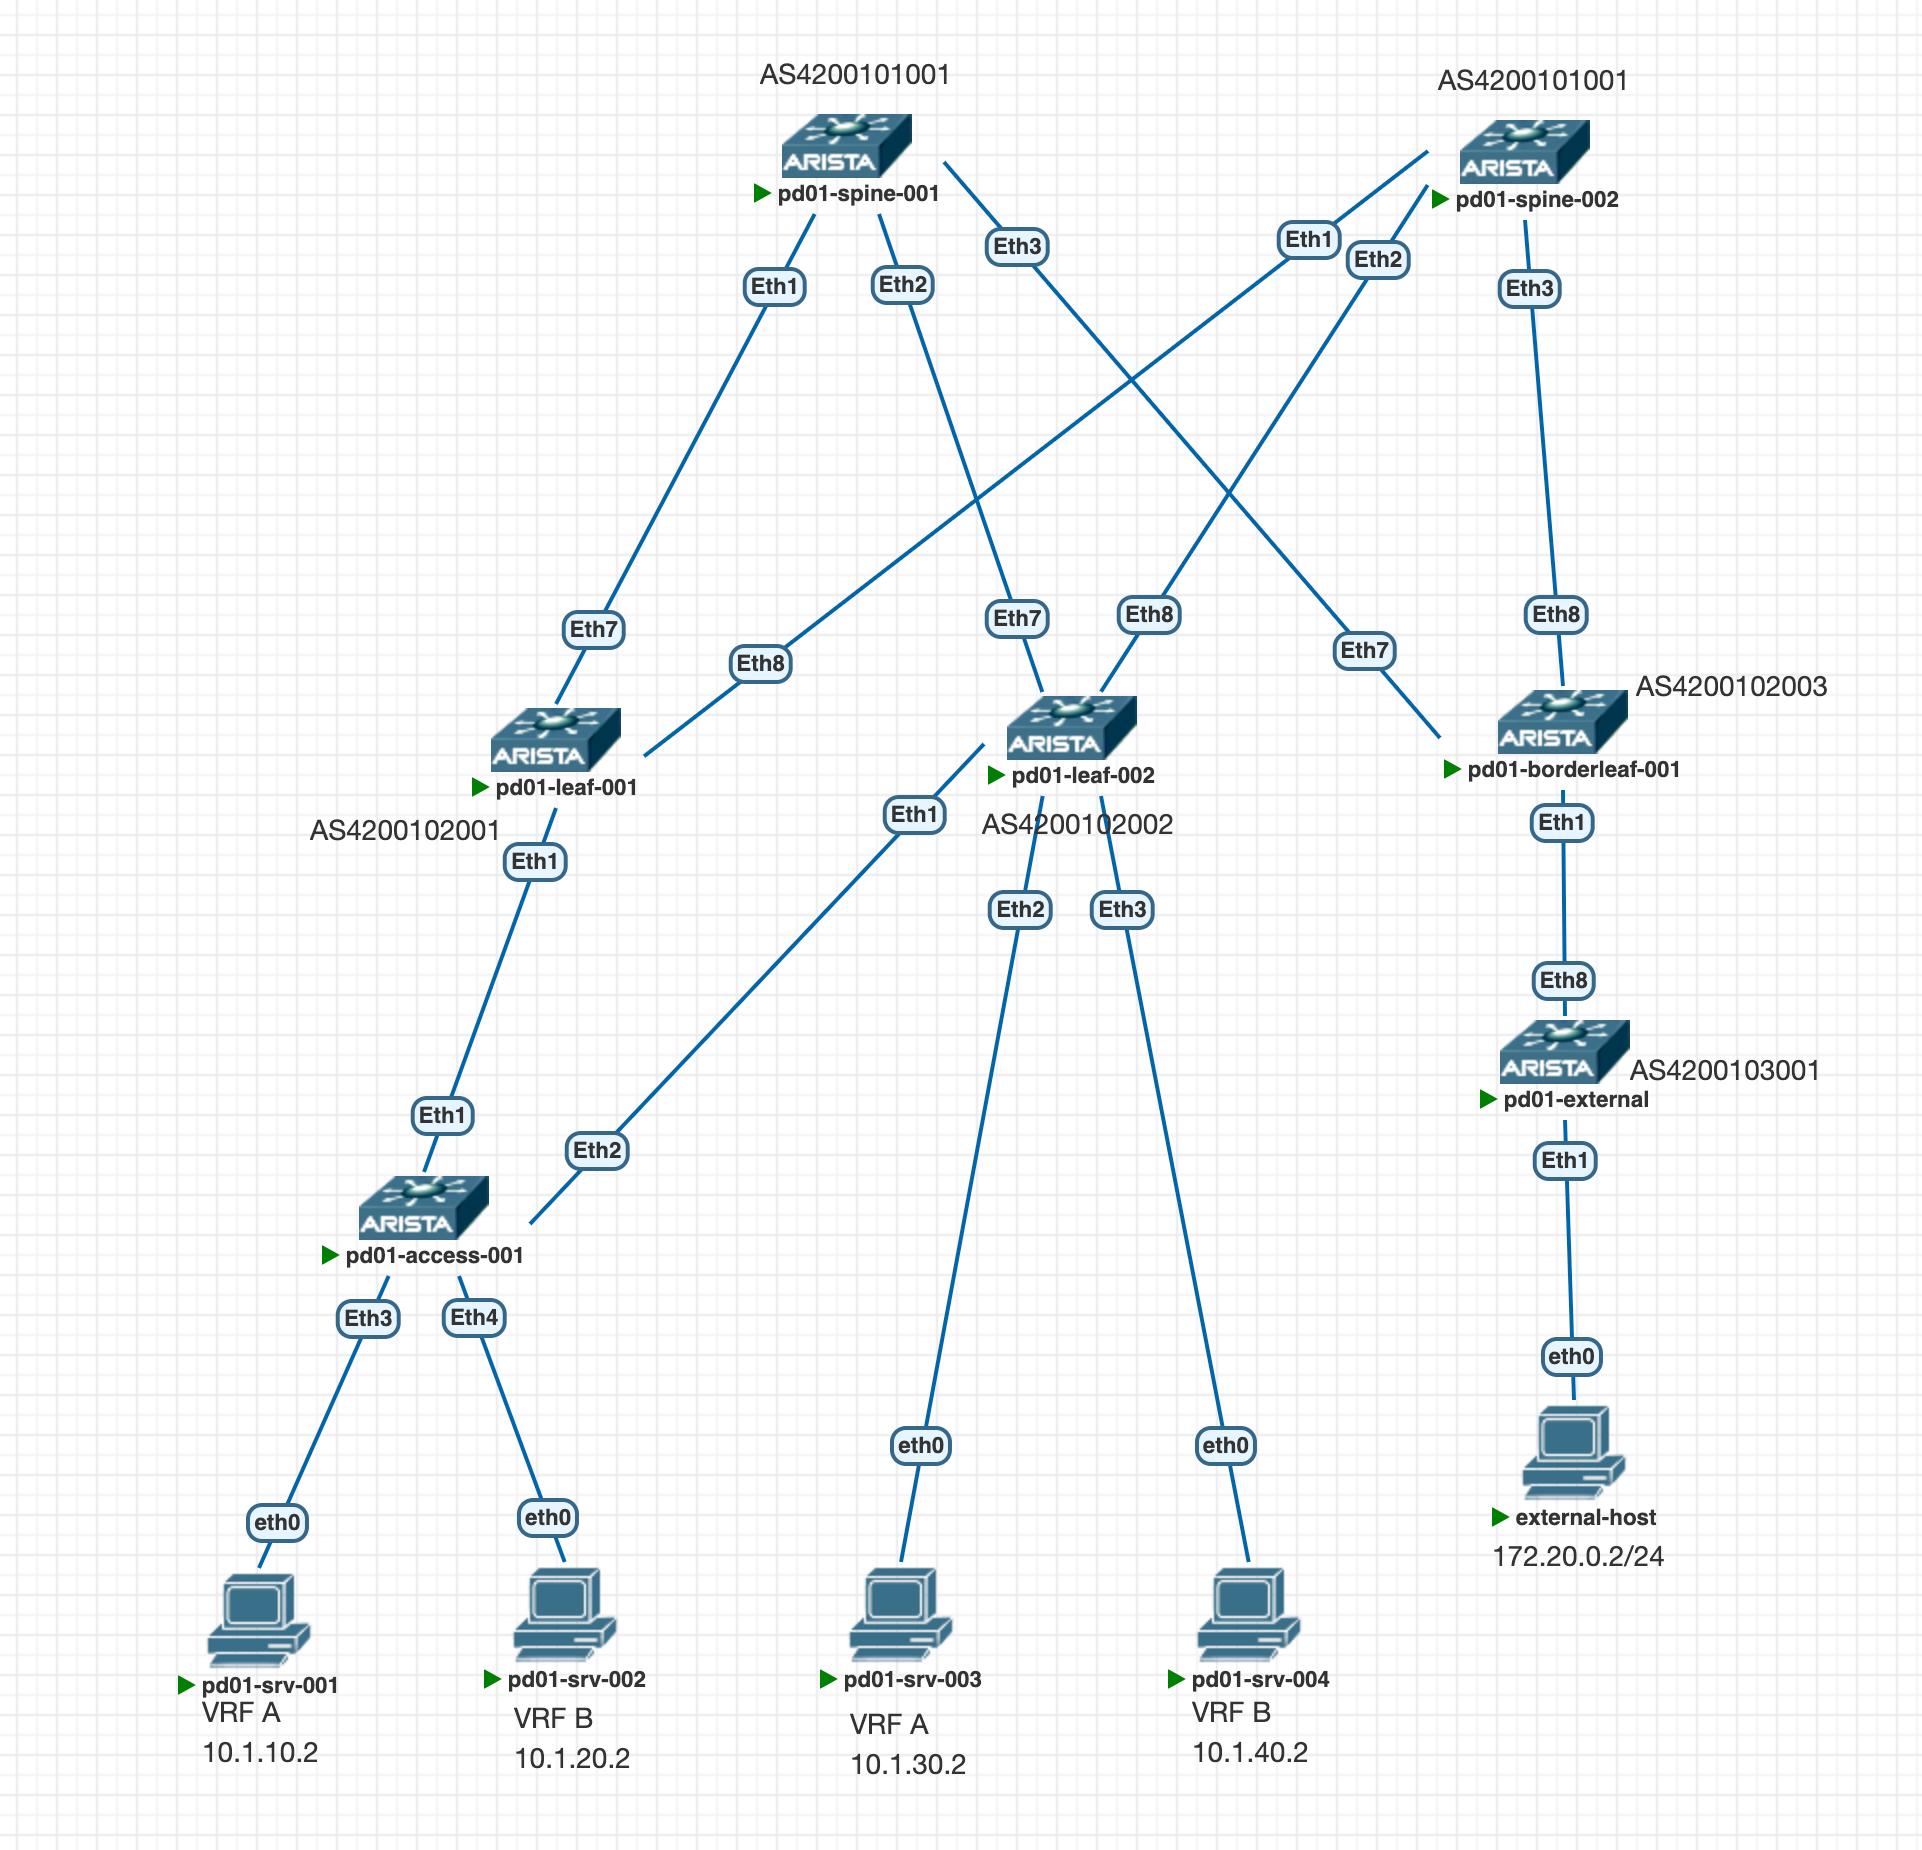 AS4200101001
AS4200101001
ARISTA
pd01-spine-001
ARISTA
pd01-spine-002
Eth1
Eth2
Eth3
Eth1
Eth2
Eth3
Eth7
Eth8
Eth7
Eth8
Eth7
Eth8
ARISTA
pd01-leaf-001
AS4200102001
ARISTA
pd01-leaf-002
AS4200102002
AS4200102003
ARISTA
pd01-borderleaf-001
Eth1
Eth1
Eth2
Eth3
Eth1
Eth8
ARISTA
AS4200103001
pd01-external
Eth1
Eth1
Eth2
ARISTA
pd01-access-001
Eth3
Eth4
eth0
eth0
eth0
eth0
eth0
external-host
172.20.0.2/24
pd01-srv-001
VRF A
10.1.10.2
pd01-srv-002
VRF B
10.1.20.2
pd01-srv-003
VRF A
10.1.30.2
pd01-srv-004
VRF B
10.1.40.2